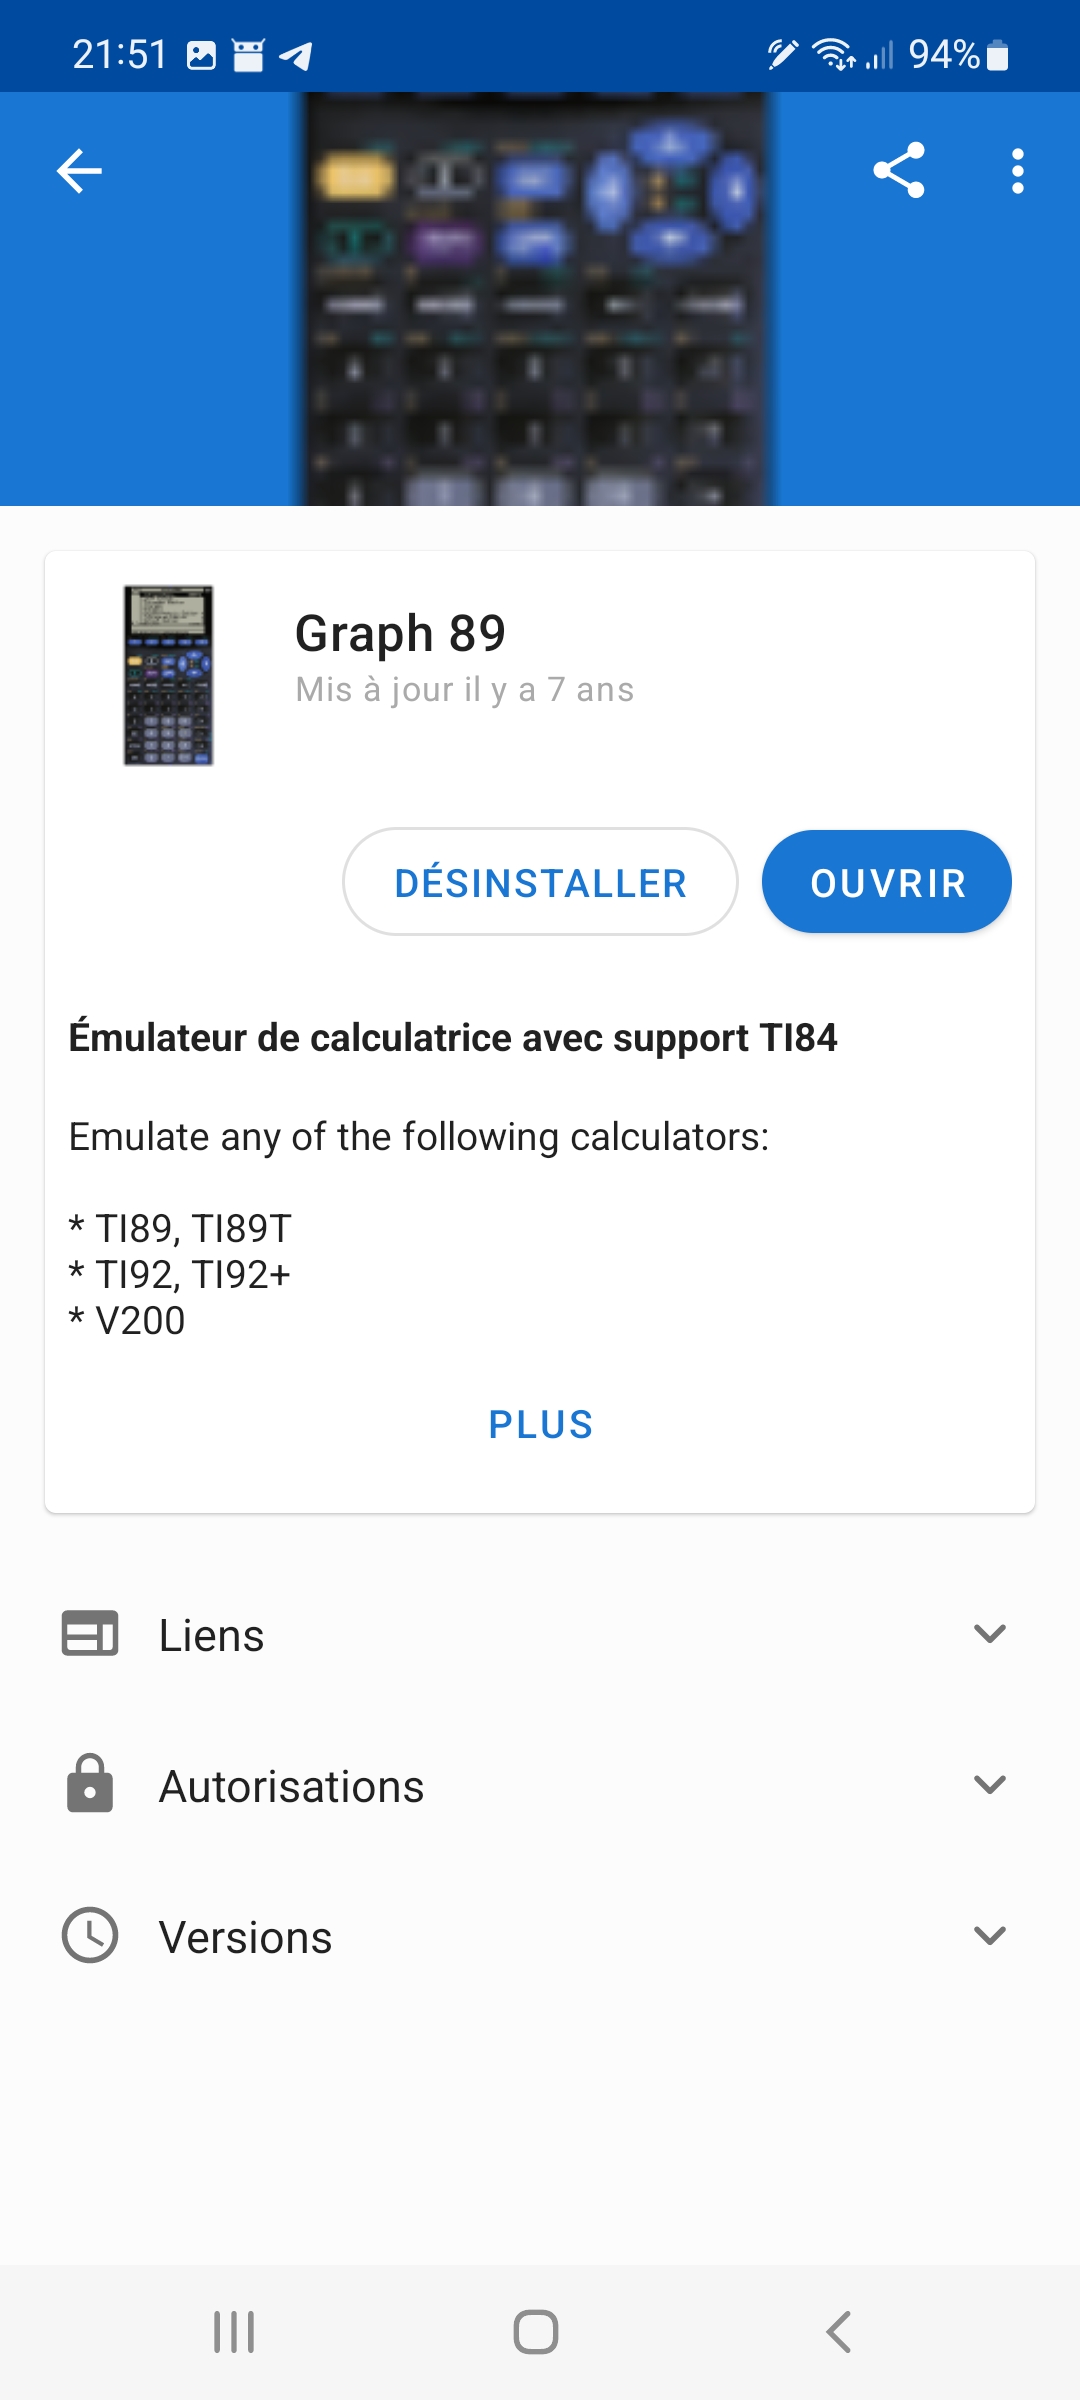 21:51
94%
Graph 89
Mis à jour il y a 7 ans
DÉSINSTALLER
OUVRIR
Émulateur de calculatrice avec support TI84
Emulate any of the following calculators:
* TI89, TI89T
* TI92, TI92+
* V200
PLUS
Liens
Autorisations
Versions